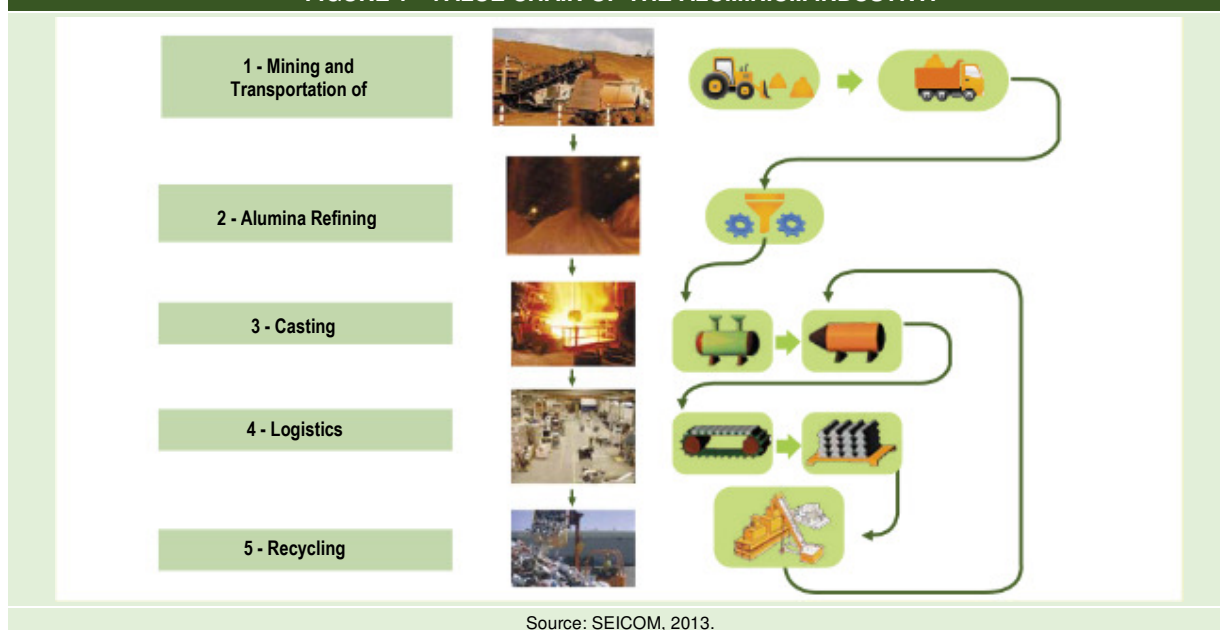 1 - Mining and
Transportation of
2 - Alumina Refining
3 - Casting
4 - Logistics
5 - Recycling
Source: SEICOM, 2013.